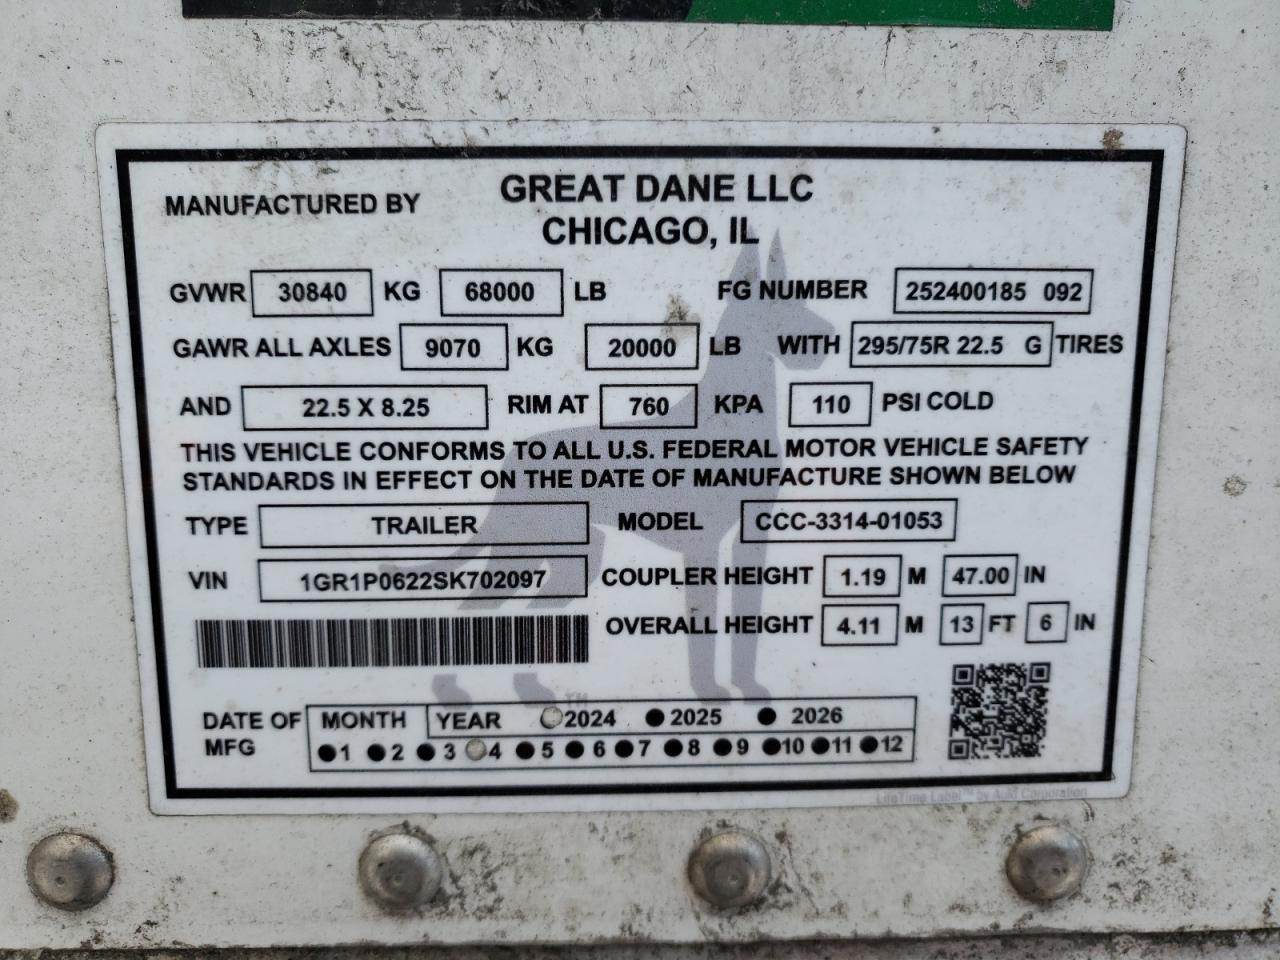 MANUFACTURED BY GREAT DANE LLC
CHICAGO, IL
GVWR 30840 KG 68000 LB FG NUMBER 252400185 092
GAWR ALL AXLES 9070 KG 20000 LB WITH 295/75R 22.5 G TIRES
AND 22.5 X 8.25 RIM AT 760 KPA 110 PSI COLD
THIS VEHICLE CONFORMS TO ALL U.S. FEDERAL MOTOR VEHICLE SAFETY
STANDARDS IN EFFECT ON THE DATE OF MANUFACTURE SHOWN BELOW
TYPE TRAILER MODEL CCC-3314-01053
VIN 1GR1P0622SK702097 COUPLER HEIGHT 1.19 M 47.00 IN
OVERALL HEIGHT 4.11 M 13 FT 6 IN
TM
DATE OF MFG MONTH YEAR 2024 2025 2026
1 2 3 4 5 6 7 8 9 10 11 12
LifeTime Label™ by Corporation